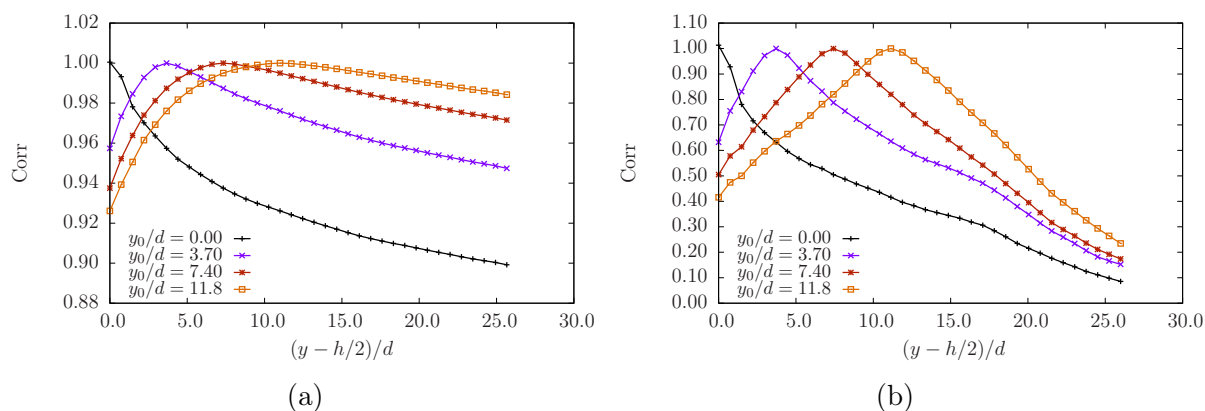 1.02
1.00
0.98
0.96
0.94
0.92
0.90
0.88
Corr
y₀/d = 0.00
y₀/d = 3.70
y₀/d = 7.40
y₀/d = 11.8
0.0 5.0 10.0 15.0 20.0 25.0 30.0
(y − h/2)/d
(a)
1.10
1.00
0.90
0.80
0.70
0.60
0.50
0.40
0.30
0.20
0.10
0.00
Corr
y₀/d = 0.00
y₀/d = 3.70
y₀/d = 7.40
y₀/d = 11.8
0.0 5.0 10.0 15.0 20.0 25.0 30.0
(y − h/2)/d
(b)